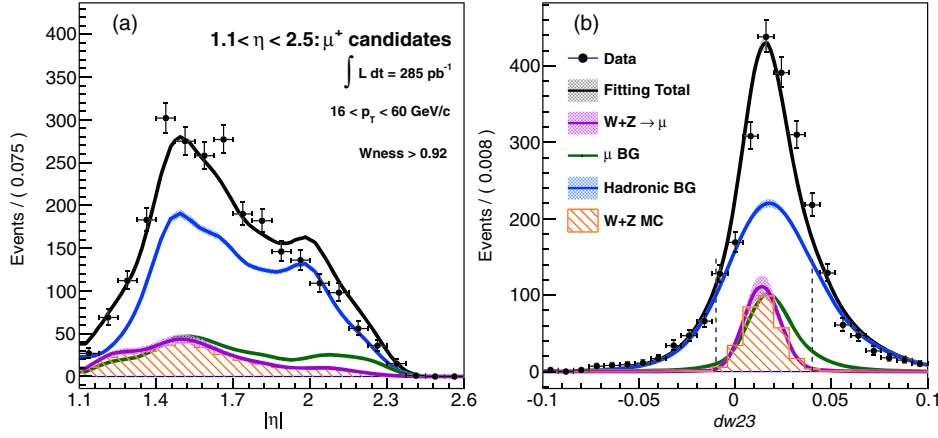 (a)
1.1< η < 2.5: μ⁺ candidates
∫ L dt = 285 pb⁻¹
16 < p_T < 60 GeV/c
Wness > 0.92
Events / ( 0.075 )
400
350
300
250
200
150
100
50
0
1.1 1.4 1.7 2 2.3 2.6
|η|
(b)
Data
Fitting Total
W+Z → μ
μ BG
Hadronic BG
W+Z MC
Events / ( 0.008 )
400
300
200
100
0
-0.1 -0.05 0 0.05 0.1
dw23